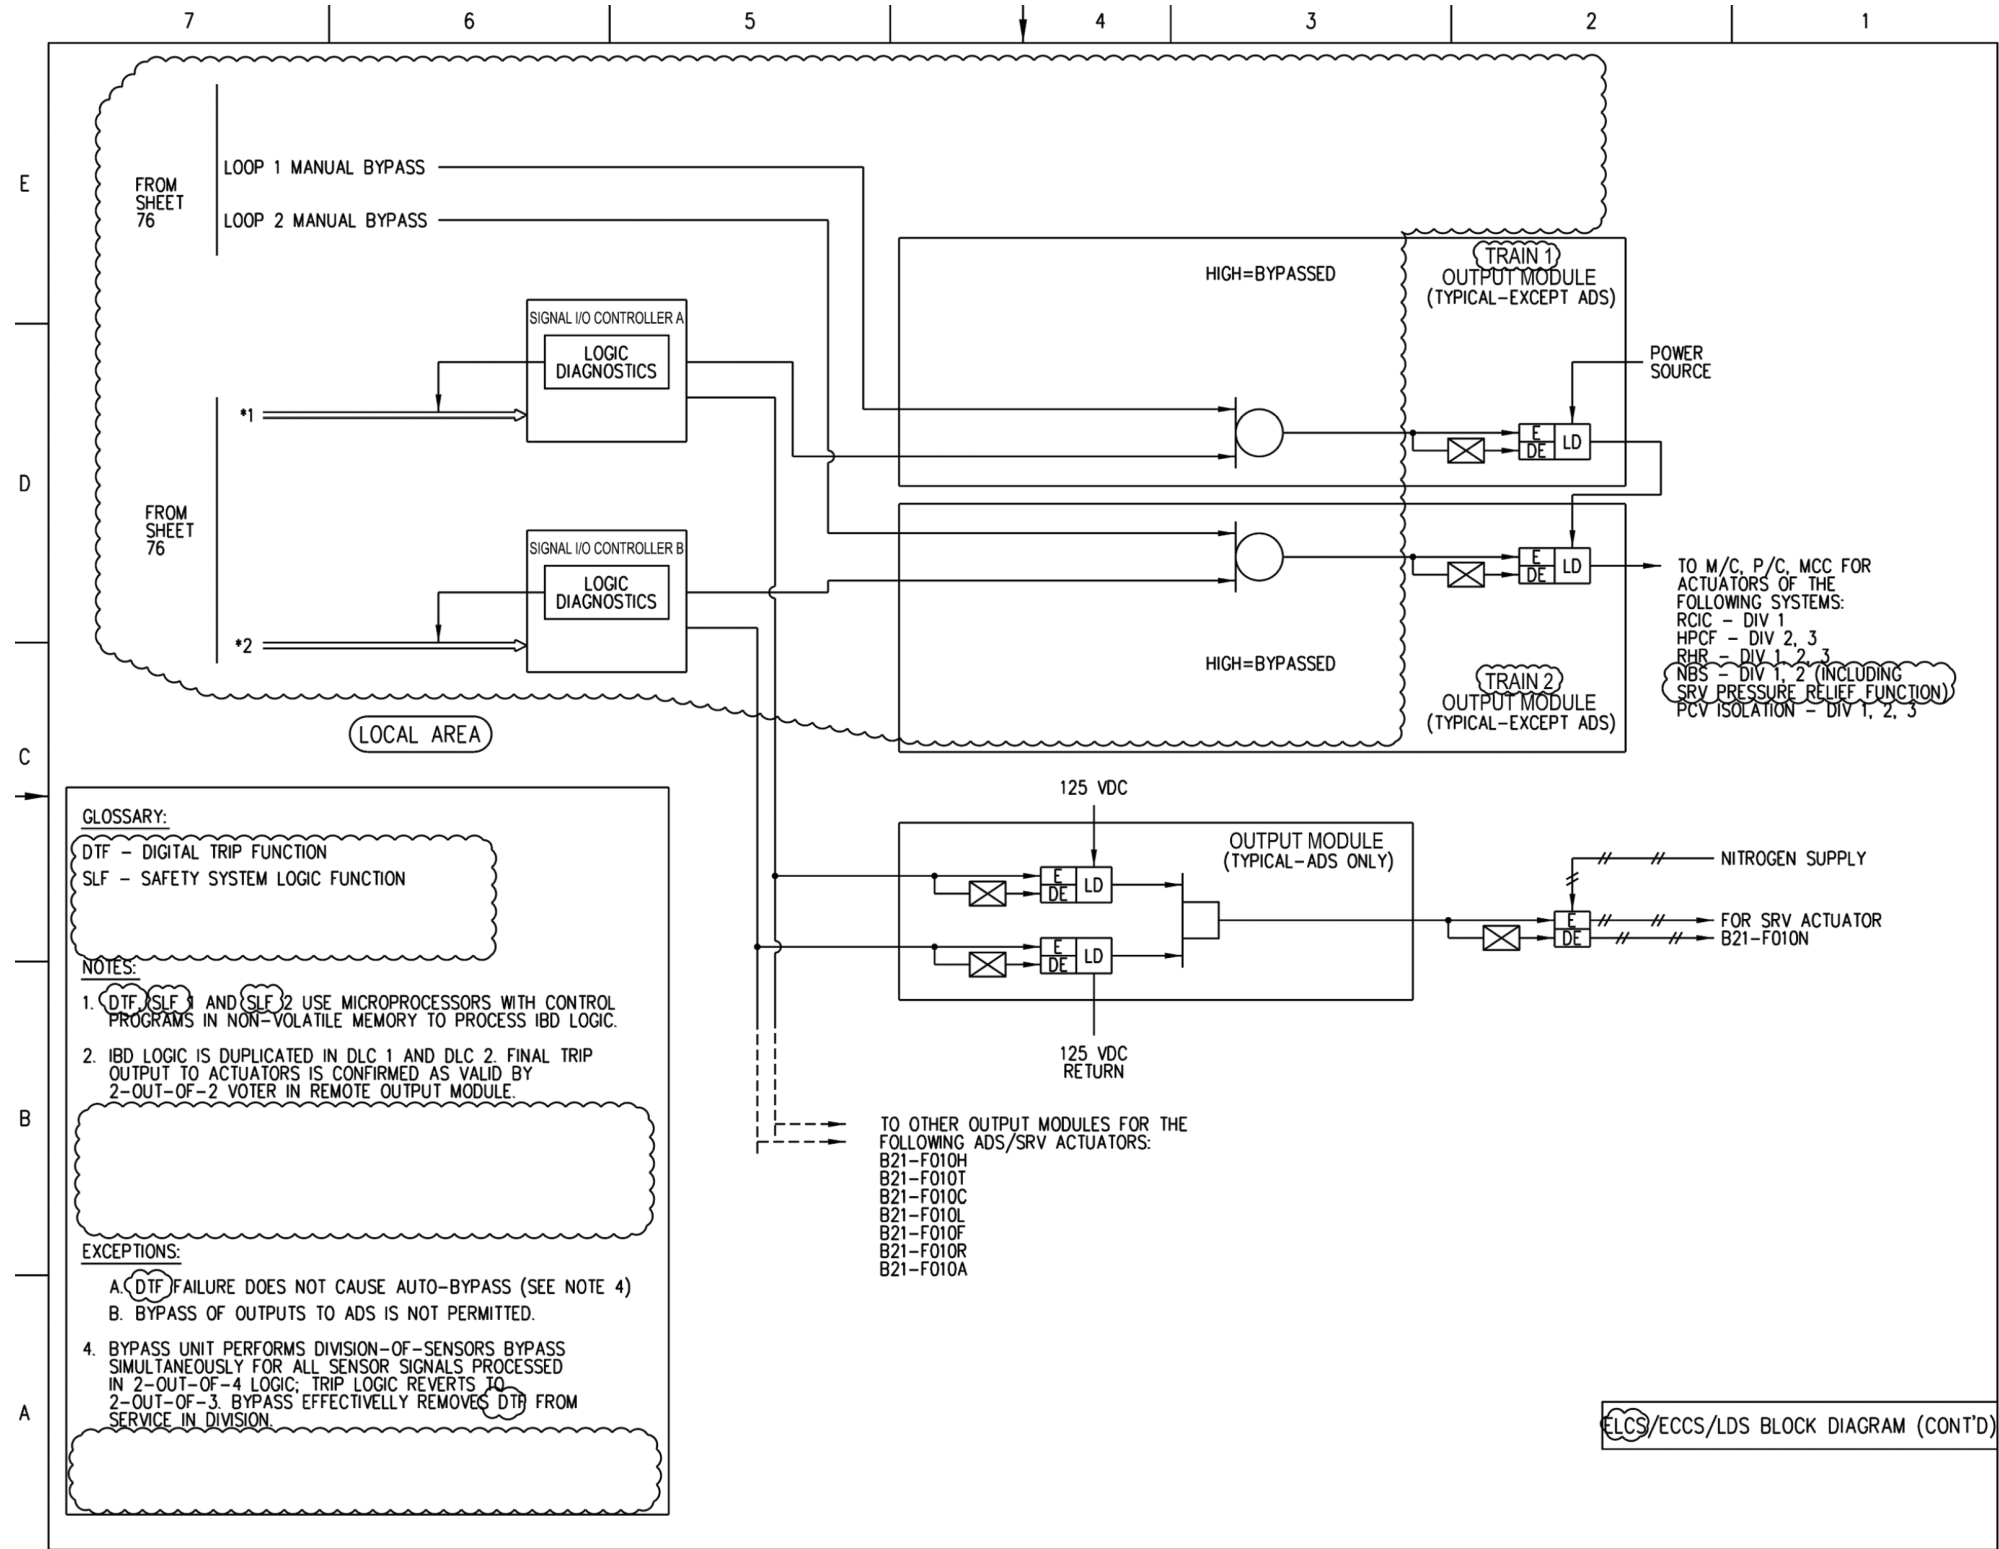 7 6 5 4 3 2 1
E
D
C
B
A
FROM
SHEET
76
LOOP 1 MANUAL BYPASS
LOOP 2 MANUAL BYPASS
HIGH=BYPASSED
TRAIN 1
OUTPUT MODULE
(TYPICAL-EXCEPT ADS)
SIGNAL I/O CONTROLLER A
LOGIC
DIAGNOSTICS
*1
POWER
SOURCE
E
DE
LD
FROM
SHEET
76
SIGNAL I/O CONTROLLER B
LOGIC
DIAGNOSTICS
*2
E
DE
LD
HIGH=BYPASSED
TRAIN 2
OUTPUT MODULE
(TYPICAL-EXCEPT ADS)
TO M/C, P/C, MCC FOR
ACTUATORS OF THE
FOLLOWING SYSTEMS:
RCIC - DIV 1
HPCF - DIV 2, 3
RHR - DIV 1, 2, 3
NBS - DIV 1, 2 (INCLUDING
SRV PRESSURE RELIEF FUNCTION)
PCV ISOLATION - DIV 1, 2, 3
LOCAL AREA
125 VDC
OUTPUT MODULE
(TYPICAL-ADS ONLY)
E
DE
LD
E
DE
LD
125 VDC
RETURN
NITROGEN SUPPLY
E
DE
FOR SRV ACTUATOR
B21-F010N
TO OTHER OUTPUT MODULES FOR THE
FOLLOWING ADS/SRV ACTUATORS:
B21-F010H
B21-F010T
B21-F010C
B21-F010L
B21-F010F
B21-F010R
B21-F010A
GLOSSARY:
DTF - DIGITAL TRIP FUNCTION
SLF - SAFETY SYSTEM LOGIC FUNCTION
NOTES:
1. DTF, SLF 1 AND SLF 2 USE MICROPROCESSORS WITH CONTROL
PROGRAMS IN NON-VOLATILE MEMORY TO PROCESS IBD LOGIC.
2. IBD LOGIC IS DUPLICATED IN DLC 1 AND DLC 2. FINAL TRIP
OUTPUT TO ACTUATORS IS CONFIRMED AS VALID BY
2-OUT-OF-2 VOTER IN REMOTE OUTPUT MODULE.
EXCEPTIONS:
A. DTF FAILURE DOES NOT CAUSE AUTO-BYPASS (SEE NOTE 4)
B. BYPASS OF OUTPUTS TO ADS IS NOT PERMITTED.
4. BYPASS UNIT PERFORMS DIVISION-OF-SENSORS BYPASS
SIMULTANEOUSLY FOR ALL SENSOR SIGNALS PROCESSED
IN 2-OUT-OF-4 LOGIC; TRIP LOGIC REVERTS TO
2-OUT-OF-3. BYPASS EFFECTIVELLY REMOVES DTF FROM
SERVICE IN DIVISION.
ELCS/ECCS/LDS BLOCK DIAGRAM (CONT'D)